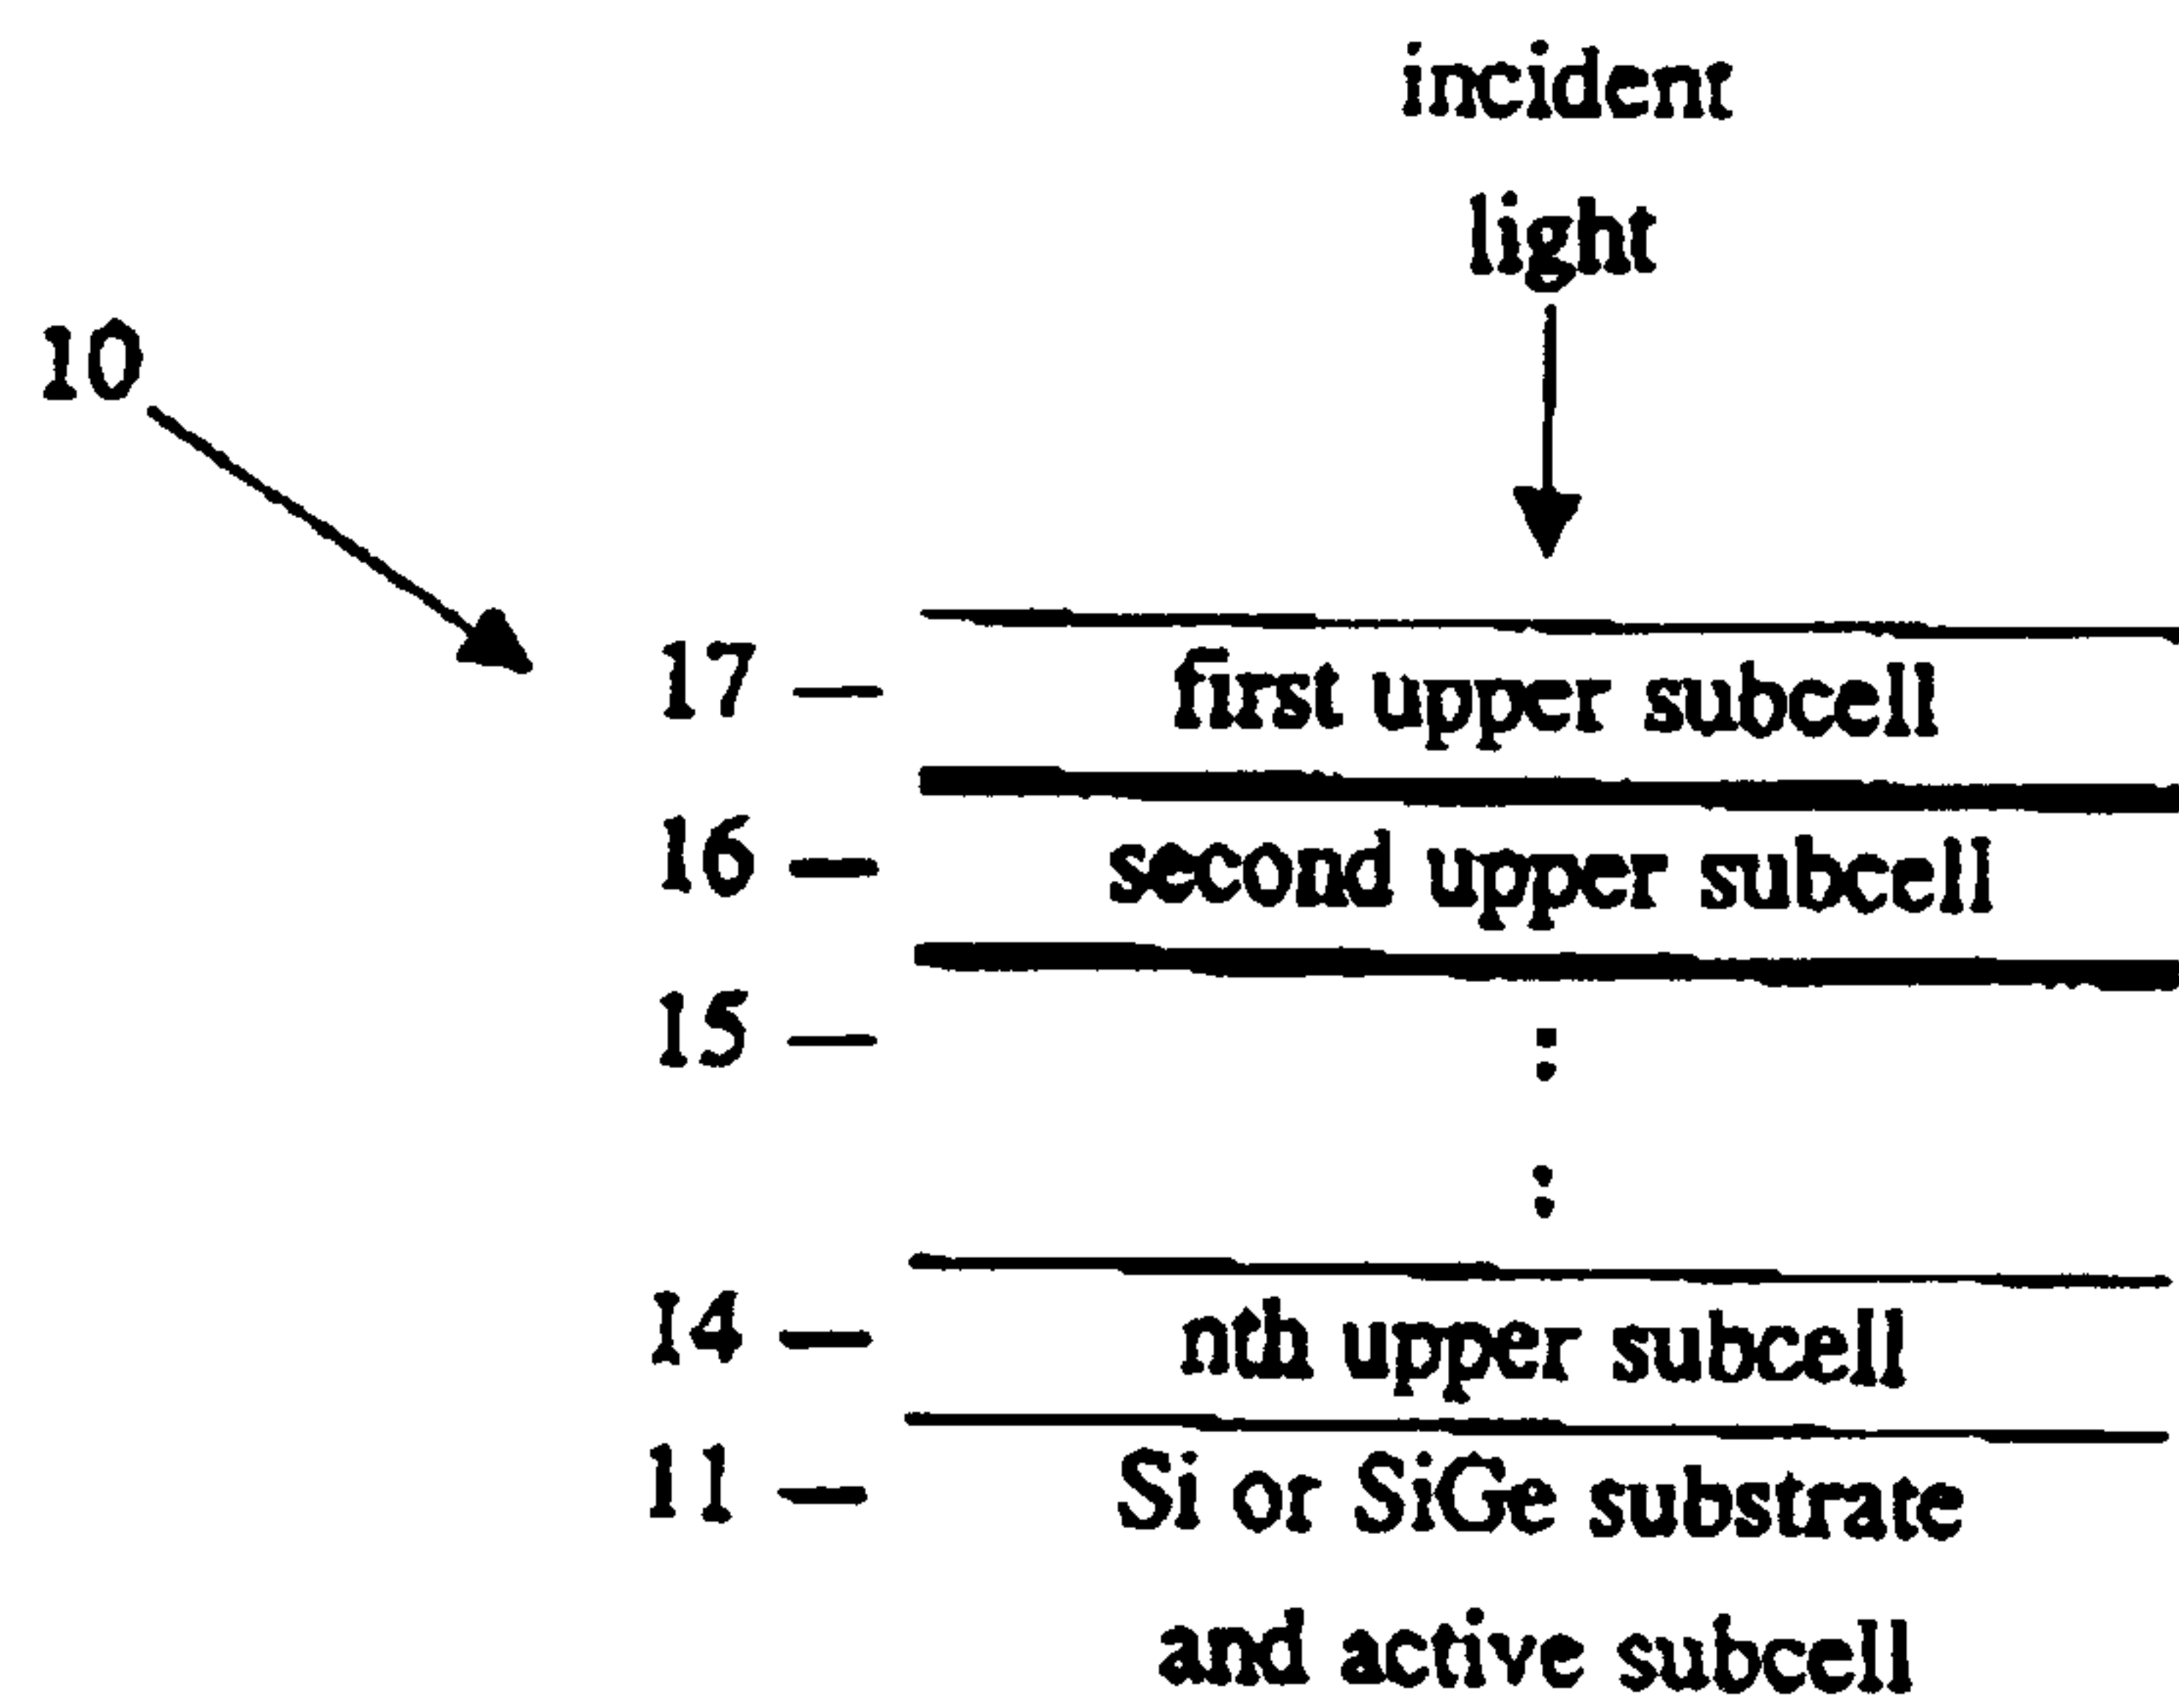 incident
light
10
17 — first upper subcell
16 — second upper subcell
15 — :
:
14 — nth upper subcell
11 — Si or SiGe substrate
and active subcell